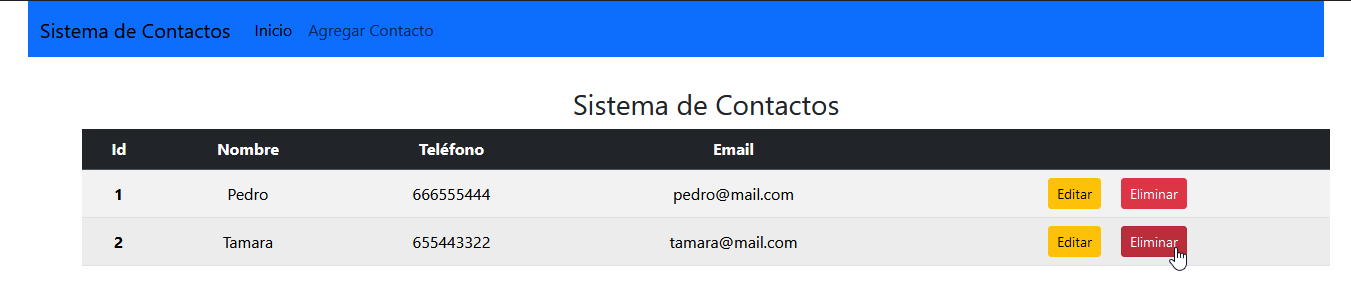 Sistema de Contactos Inicio Agregar Contacto
Sistema de Contactos
Id Nombre Teléfono Email
1 Pedro 666555444 pedro@mail.com Editar Eliminar
2 Tamara 655443322 tamara@mail.com Editar Eliminar